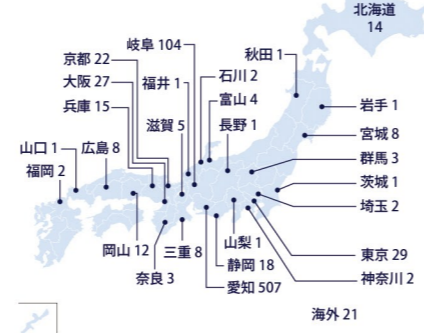 北海道
14
岐阜 104
秋田 1
京都 22
石川 2
大阪 27
福井 1
富山 4
兵庫 15
岩手 1
滋賀 5
長野 1
宮城 8
山口 1
広島 8
群馬 3
福岡 2
茨城 1
埼玉 2
山梨 1
岡山 12
三重 8
東京 29
静岡 18
奈良 3
神奈川 2
愛知 507
海外 21